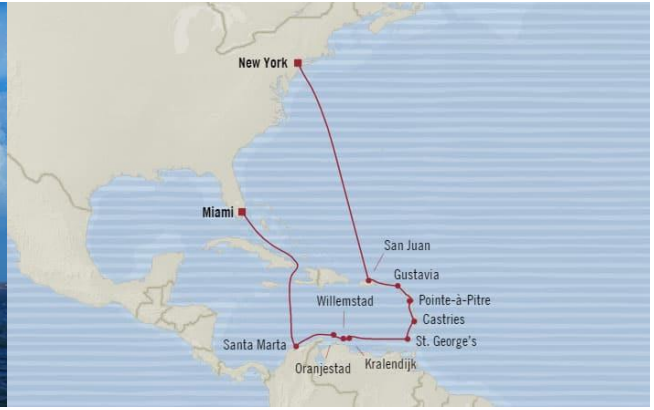 New York
Miami
San Juan
Gustavia
Willemstad
Pointe-à-Pitre
Castries
Santa Marta
St. George's
Oranjestad
Kralendijk